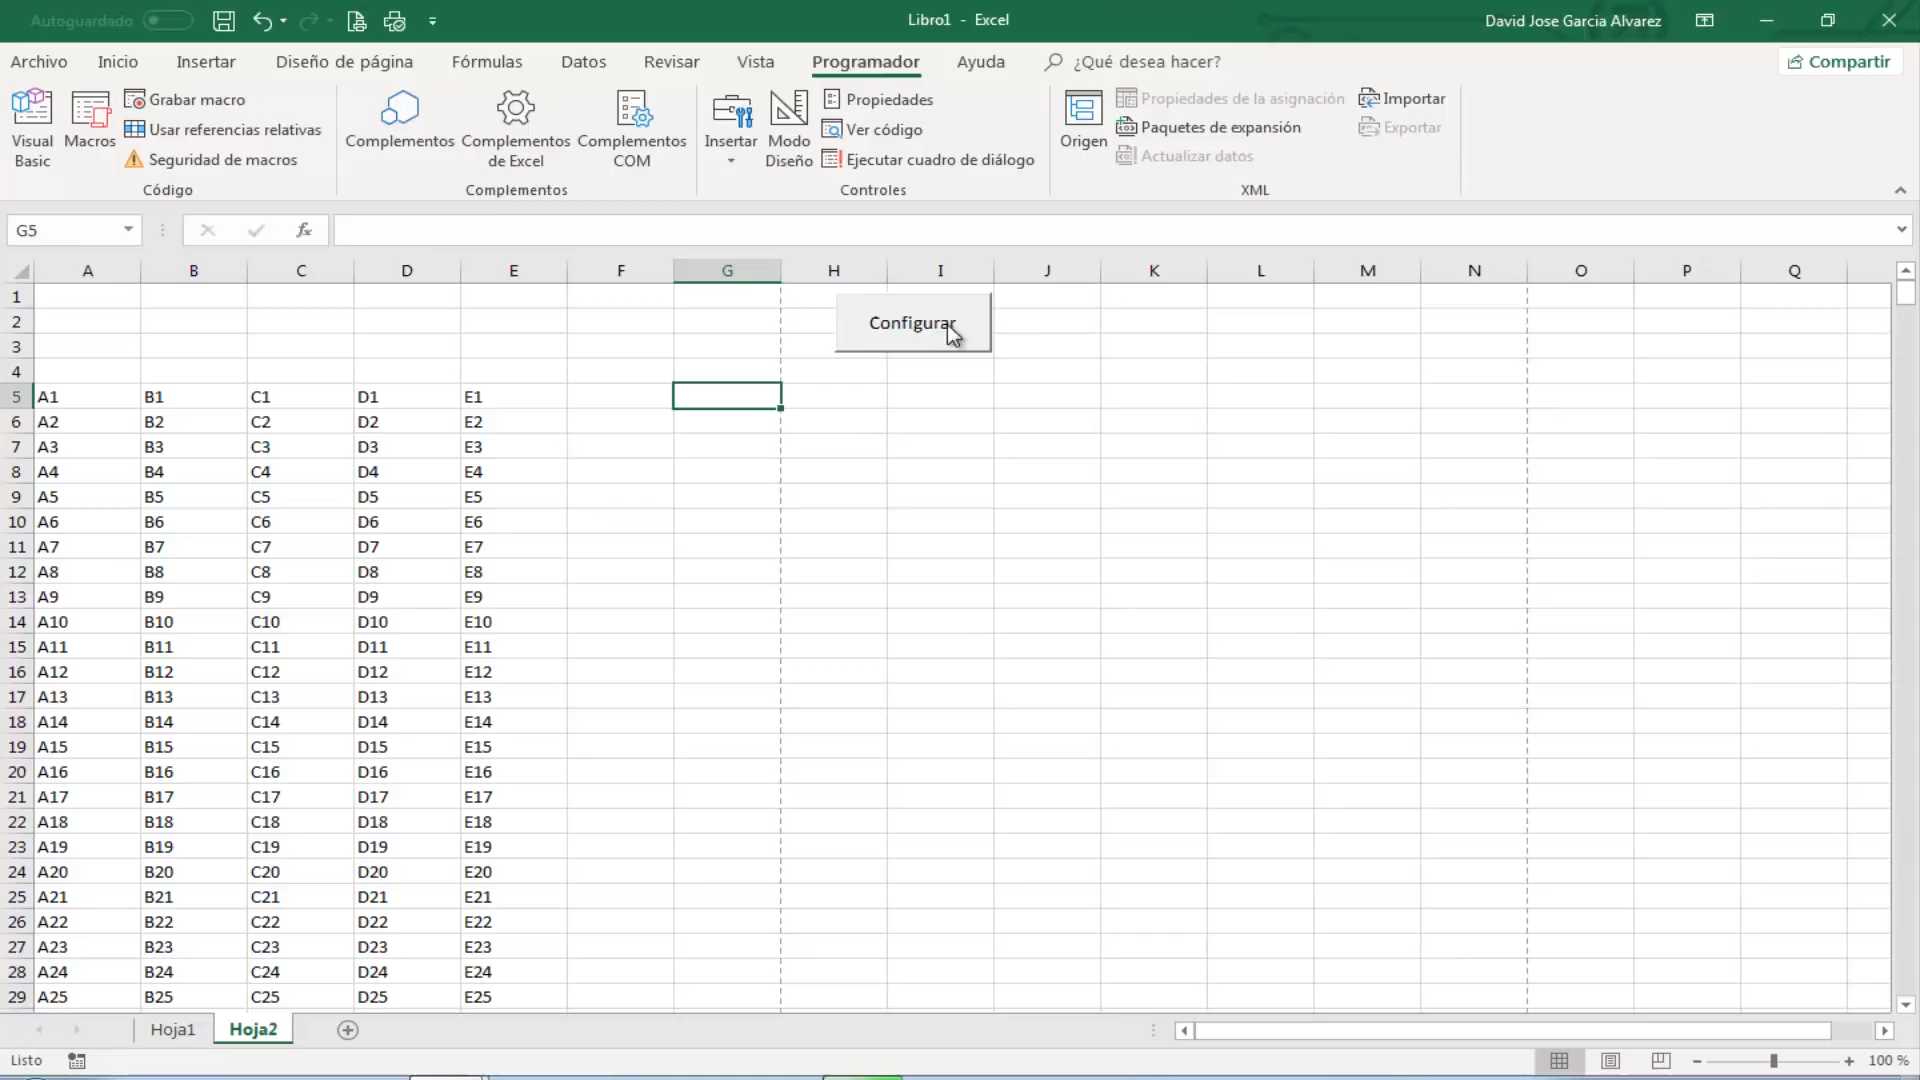 Autoguardado
Libro1 - Excel
David Jose Garcia Alvarez
Archivo Inicio Insertar Diseño de página Fórmulas Datos Revisar Vista Programador Ayuda ¿Qué desea hacer? Compartir
Visual Basic
Macros
Grabar macro
Usar referencias relativas
Seguridad de macros
Código
Complementos
Complementos de Excel
Complementos COM
Complementos
Insertar
Modo Diseño
Propiedades
Ver código
Ejecutar cuadro de diálogo
Controles
Origen
Propiedades de la asignación
Paquetes de expansión
Actualizar datos
Importar
Exportar
XML
G5
fx
A B C D E F G H I J K L M N O P Q
1
2
Configurar
3
4
5 A1 B1 C1 D1 E1
6 A2 B2 C2 D2 E2
7 A3 B3 C3 D3 E3
8 A4 B4 C4 D4 E4
9 A5 B5 C5 D5 E5
10 A6 B6 C6 D6 E6
11 A7 B7 C7 D7 E7
12 A8 B8 C8 D8 E8
13 A9 B9 C9 D9 E9
14 A10 B10 C10 D10 E10
15 A11 B11 C11 D11 E11
16 A12 B12 C12 D12 E12
17 A13 B13 C13 D13 E13
18 A14 B14 C14 D14 E14
19 A15 B15 C15 D15 E15
20 A16 B16 C16 D16 E16
21 A17 B17 C17 D17 E17
22 A18 B18 C18 D18 E18
23 A19 B19 C19 D19 E19
24 A20 B20 C20 D20 E20
25 A21 B21 C21 D21 E21
26 A22 B22 C22 D22 E22
27 A23 B23 C23 D23 E23
28 A24 B24 C24 D24 E24
29 A25 B25 C25 D25 E25
Hoja1 Hoja2
Listo
100 %